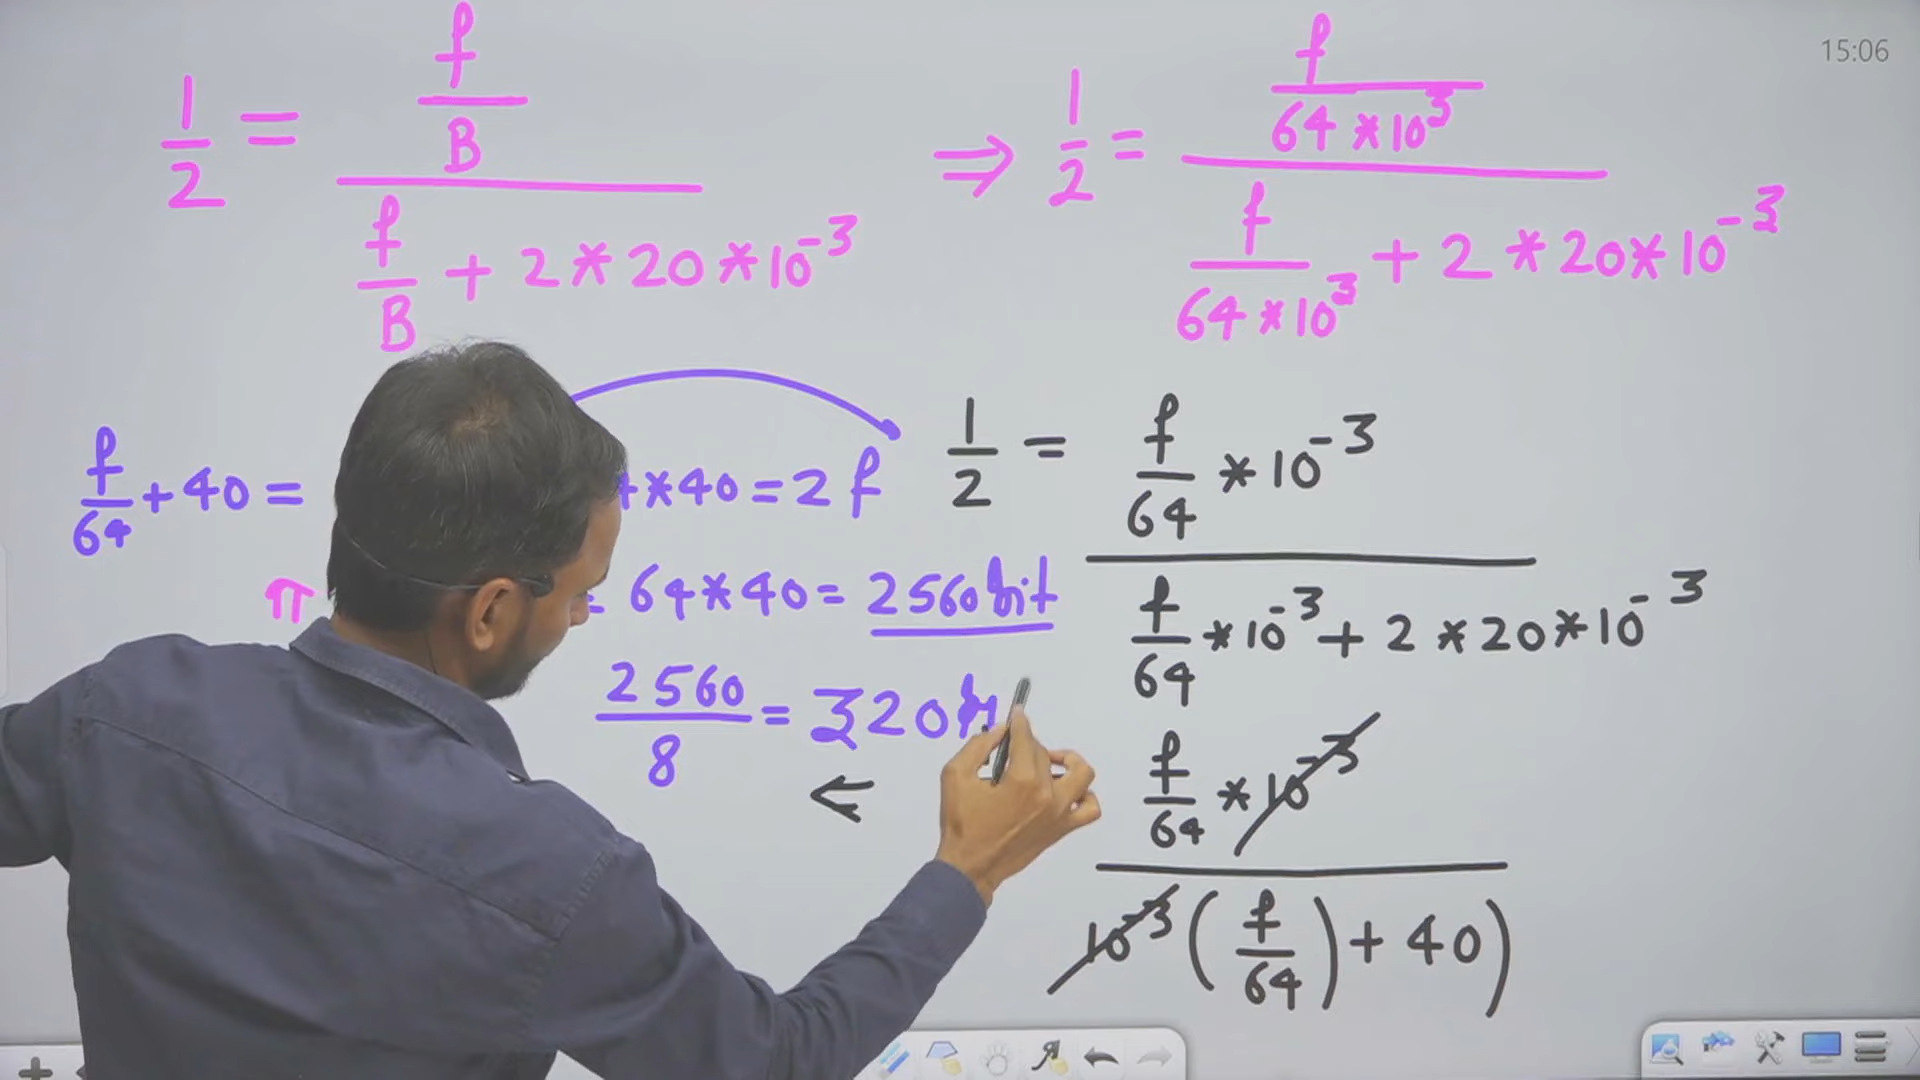 15:06
1/2 = (f/B) / (f/B + 2 * 20 * 10^-3)
⇒ 1/2 = (f/(64 * 10^3)) / (f/(64 * 10^3) + 2 * 20 * 10^-3)
f/64 + 40 =
* 40 = 2f
π
= 64 * 40 = 2560 bit
2560/8 = 320
<
1/2 = (f/64 * 10^-3) / (f/64 * 10^-3 + 2 * 20 * 10^-3)
(f/64 * 10^-3) / (10^-3 (f/64) + 40)